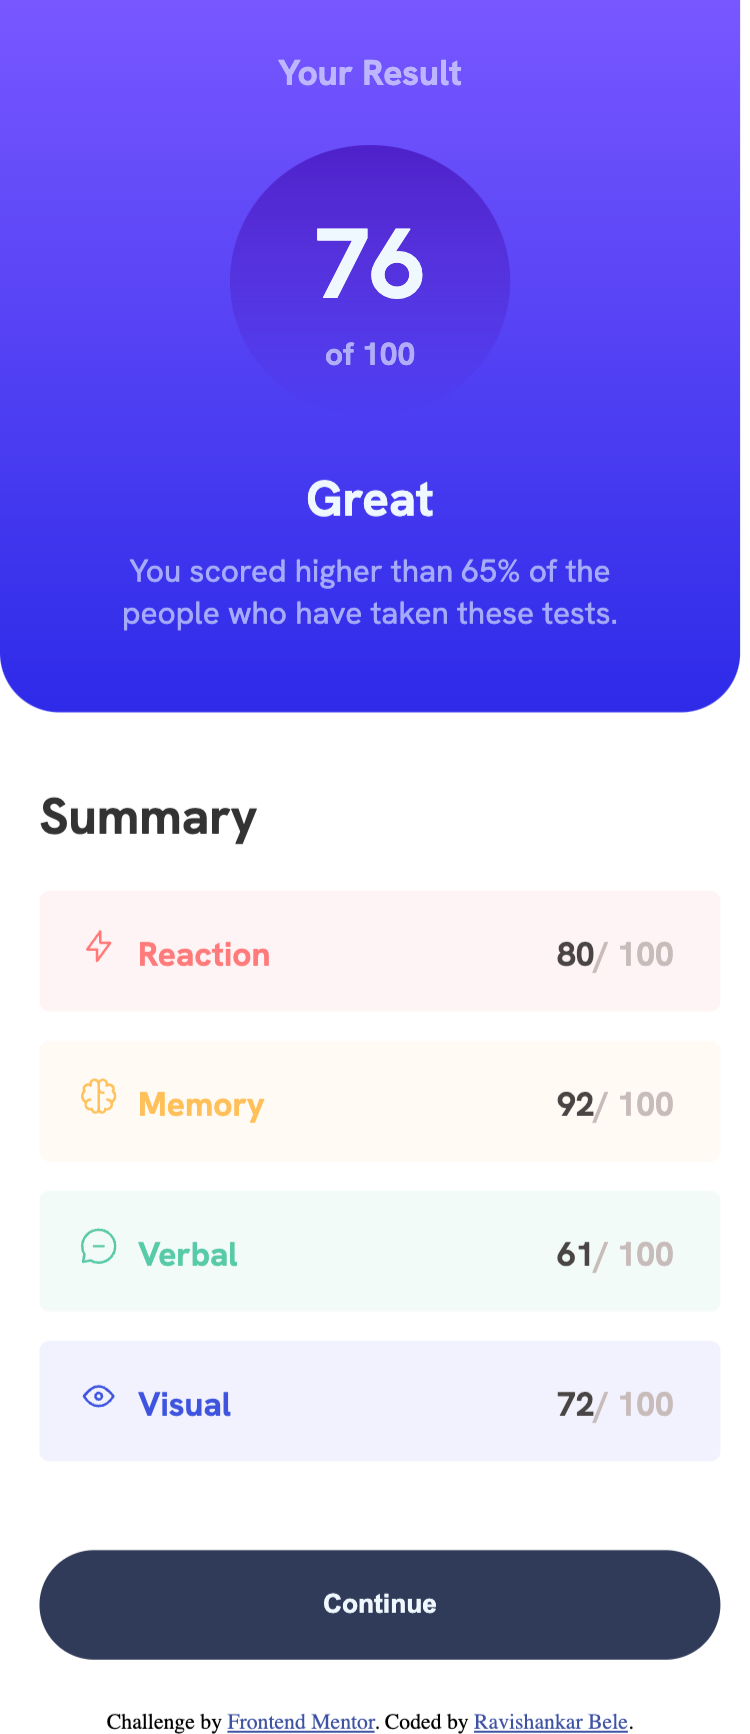 Your Result
76
of 100
Great
You scored higher than 65% of the
people who have taken these tests.
Summary
Reaction 80/ 100
Memory 92/ 100
Verbal 61/ 100
Visual 72/ 100
Continue
Challenge by Frontend Mentor. Coded by Ravishankar Bele.